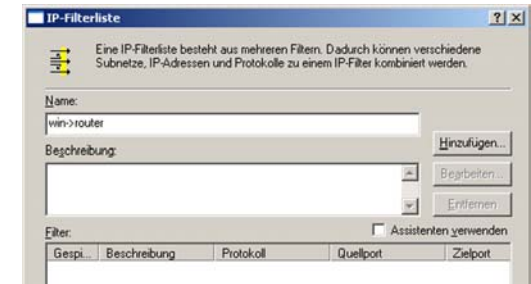 IP-Filterliste
Eine IP-Filterliste besteht aus mehreren Filtern. Dadurch können verschiedene
Subnetze, IP-Adressen und Protokolle zu einem IP-Filter kombiniert werden.
Name:
win->router
Hinzufügen...
Beschreibung:
Bearbeiten...
Entfernen
Filter:
Assistenten verwenden
Gespi... Beschreibung Protokoll Quellport Zielport